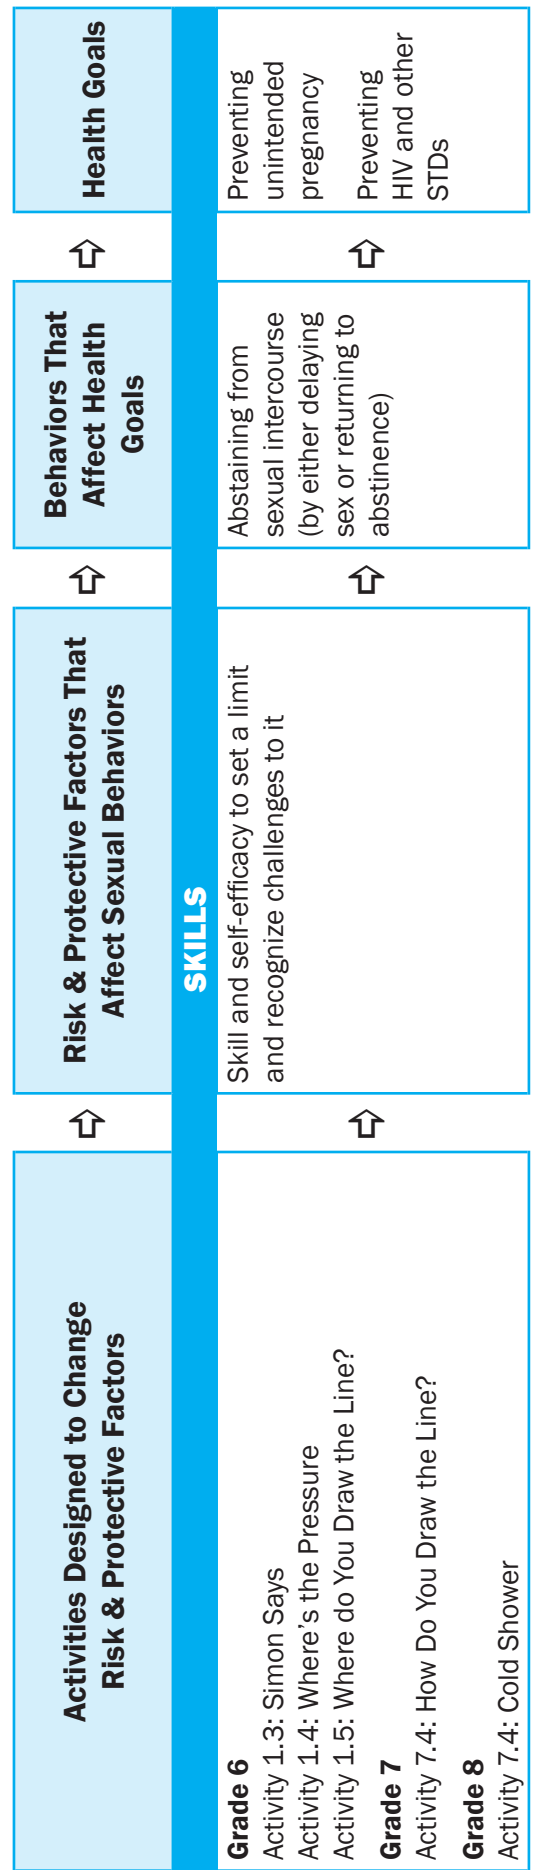 Activities Designed to Change
Risk & Protective Factors
Risk & Protective Factors That
Affect Sexual Behaviors
Behaviors That
Affect Health
Goals
Health Goals
SKILLS
Grade 6
Activity 1.3: Simon Says
Activity 1.4: Where’s the Pressure
Activity 1.5: Where do You Draw the Line?
Grade 7
Activity 7.4: How Do You Draw the Line?
Grade 8
Activity 7.4: Cold Shower
Skill and self-efficacy to set a limit
and recognize challenges to it
Abstaining from
sexual intercourse
(by either delaying
sex or returning to
abstinence)
Preventing
unintended
pregnancy
Preventing
HIV and other
STDs